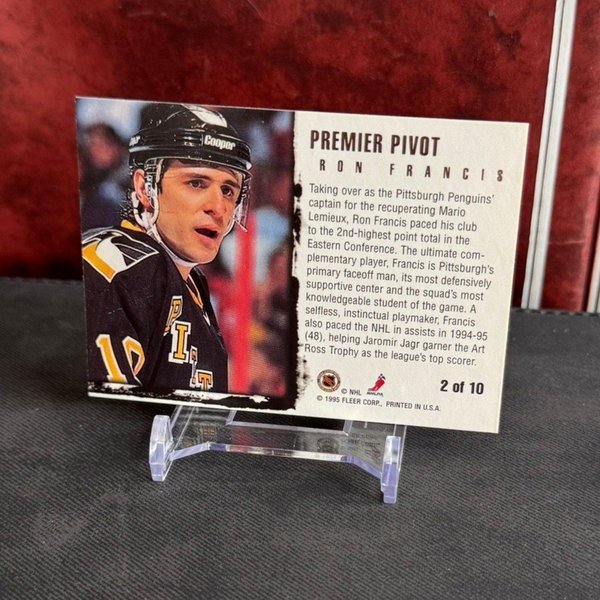 Cooper
10
PITT
PREMIER PIVOT
RON FRANCIS
Taking over as the Pittsburgh Penguins'
captain for the recuperating Mario
Lemieux, Ron Francis paced his club
to the 2nd-highest point total in the
Eastern Conference. The ultimate com-
plementary player, Francis is Pittsburgh's
primary faceoff man, its most defensively
supportive center and the squad's most
knowledgeable student of the game. A
selfless, instinctual playmaker, Francis
also paced the NHL in assists in 1994-95
(48), helping Jaromir Jagr garner the Art
Ross Trophy as the league's top scorer.
2 of 10
© NHL NHLPA
© 1995 FLEER CORP., PRINTED IN U.S.A.